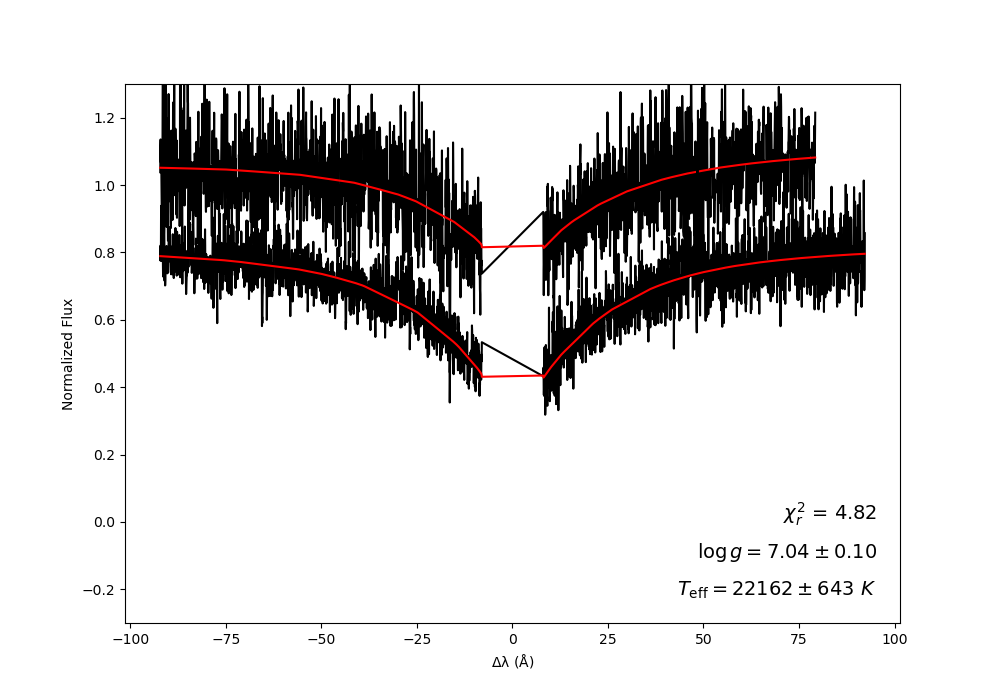 1.2
1.0
0.8
0.6
0.4
0.2
0.0
−0.2
Normalized Flux
χ²ᵣ = 4.82
log g = 7.04 ± 0.10
T_eff = 22162 ± 643 K
−100 −75 −50 −25 0 25 50 75 100
Δλ (Å)